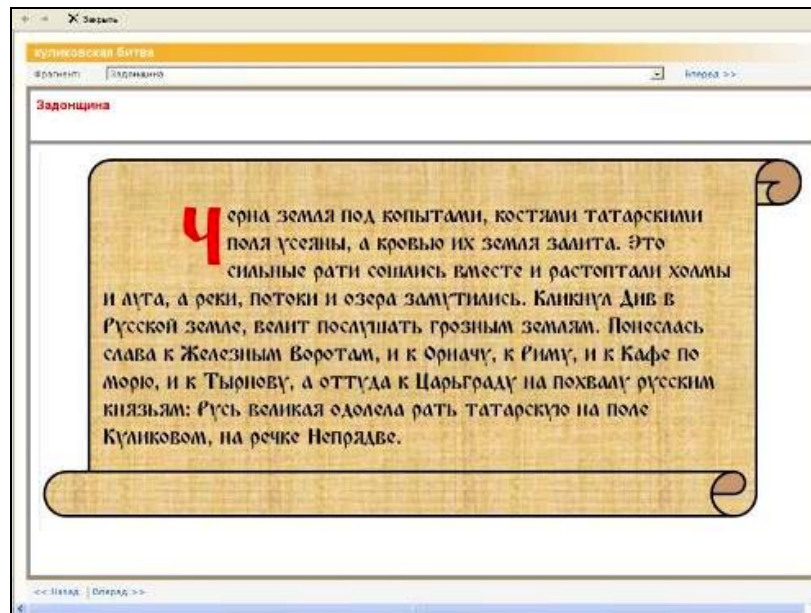 Закрыть
куликовская битва
Фрагмент: Задонщина Вперед >>
Задонщина
Черна земля под копытами, костями татарскими
поля усеяны, а кровью их земля залита. Это
сильные рати сошлись вместе и растоптали холмы
и луга, а реки, потоки и озера замутились. Кликнул Див в
Русской земле, велит послушать грозным землям. Понеслась
слава к Железным Воротам, и к Орначу, к Риму, и к Кафе по
морю, и к Тырнову, а оттуда к Царьграду на похвалу русским
князьям: Русь великая одолела рать татарскую на поле
Куликовом, на речке Непрядве.
<< Назад | Вперед >>